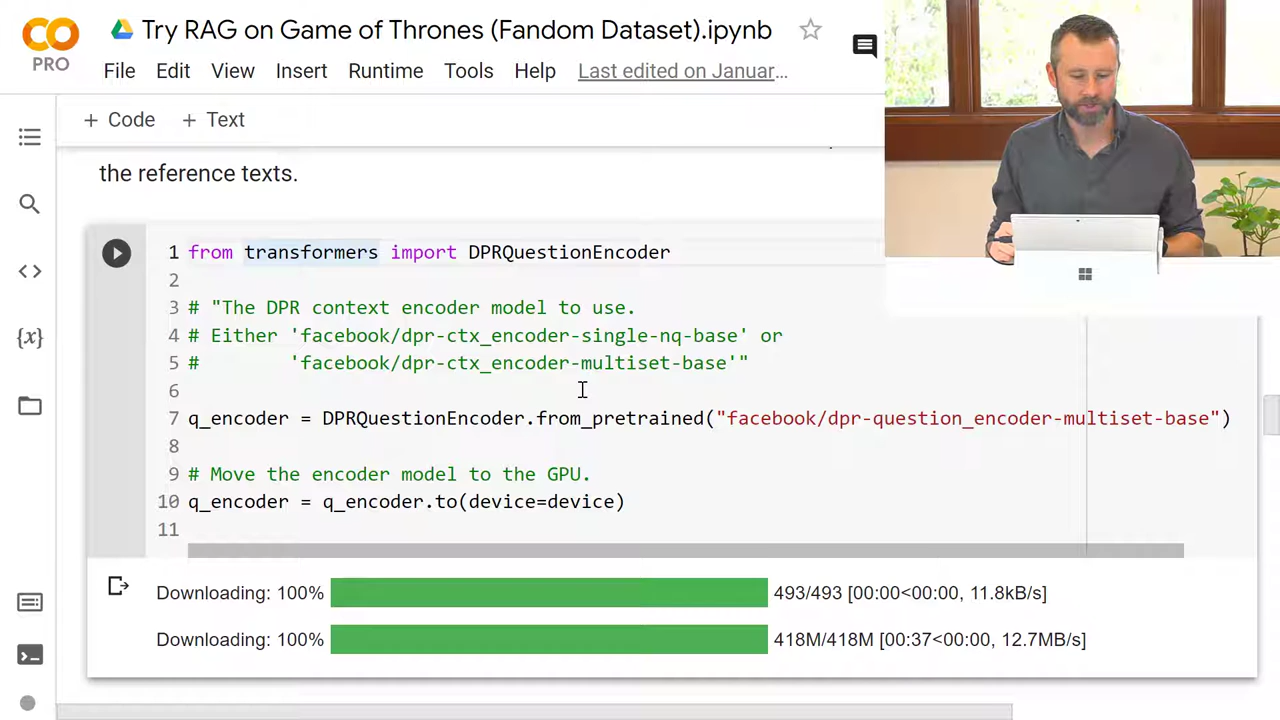 CO
PRO
Try RAG on Game of Thrones (Fandom Dataset).ipynb
File Edit View Insert Runtime Tools Help Last edited on Januar...
+ Code + Text
the reference texts.
1 from transformers import DPRQuestionEncoder
2
3 # "The DPR context encoder model to use.
4 # Either 'facebook/dpr-ctx_encoder-single-nq-base' or
5 #        'facebook/dpr-ctx_encoder-multiset-base'"
6
7 q_encoder = DPRQuestionEncoder.from_pretrained("facebook/dpr-question_encoder-multiset-base")
8
9 # Move the encoder model to the GPU.
10 q_encoder = q_encoder.to(device=device)
11
Downloading: 100% 493/493 [00:00<00:00, 11.8kB/s]
Downloading: 100% 418M/418M [00:37<00:00, 12.7MB/s]